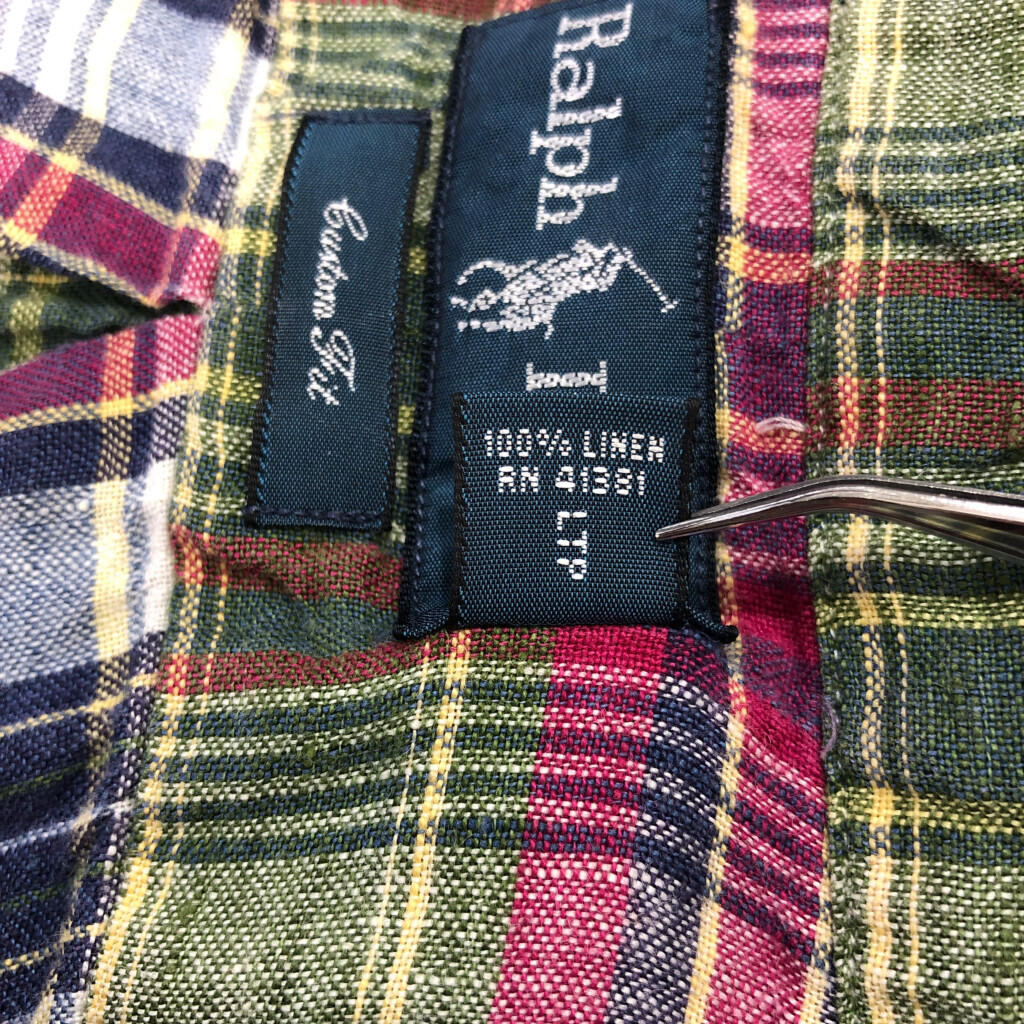 Custom Fit
Ralph L
100% LINEN
RN 41381
LTP